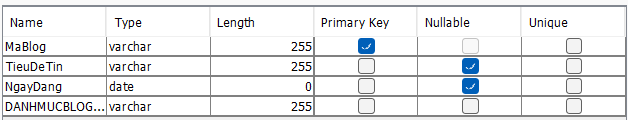 Name Type Length Primary Key Nullable Unique
MaBlog varchar 255
TieuDeTin varchar 255
NgayDang date 0
DANHMUCBLOG... varchar 255